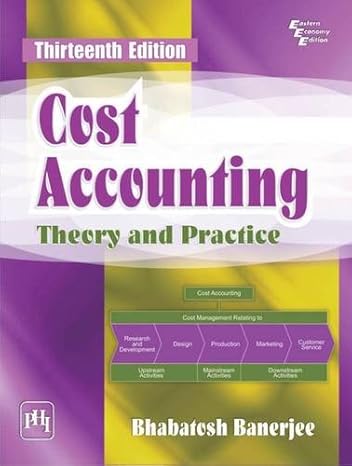 Eastern
Economy
Edition
Thirteenth Edition
Cost
Accounting
Theory and Practice
Cost Accounting
Cost Management Relating to
Research
and
Development
Design
Production
Marketing
Customer
Service
Upstream
Activities
Mainstream
Activities
Downstream
Activities
PHI
Bhabatosh Banerjee